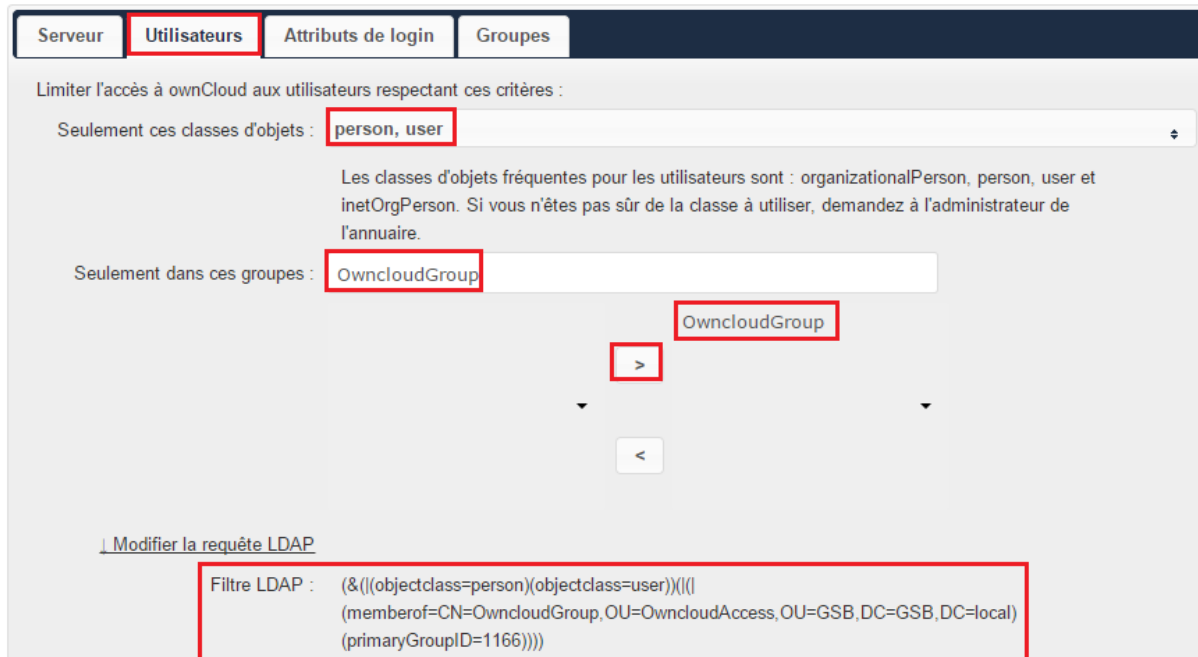 Serveur Utilisateurs Attributs de login Groupes
Limiter l'accès à ownCloud aux utilisateurs respectant ces critères :
Seulement ces classes d'objets : person, user
Les classes d'objets fréquentes pour les utilisateurs sont : organizationalPerson, person, user et
inetOrgPerson. Si vous n'êtes pas sûr de la classe à utiliser, demandez à l'administrateur de
l'annuaire.
Seulement dans ces groupes : OwncloudGroup
OwncloudGroup
>
<
↓ Modifier la requête LDAP
Filtre LDAP : (&(|(objectclass=person)(objectclass=user))(|(|
(memberof=CN=OwncloudGroup,OU=OwncloudAccess,OU=GSB,DC=GSB,DC=local)
(primaryGroupID=1166))))